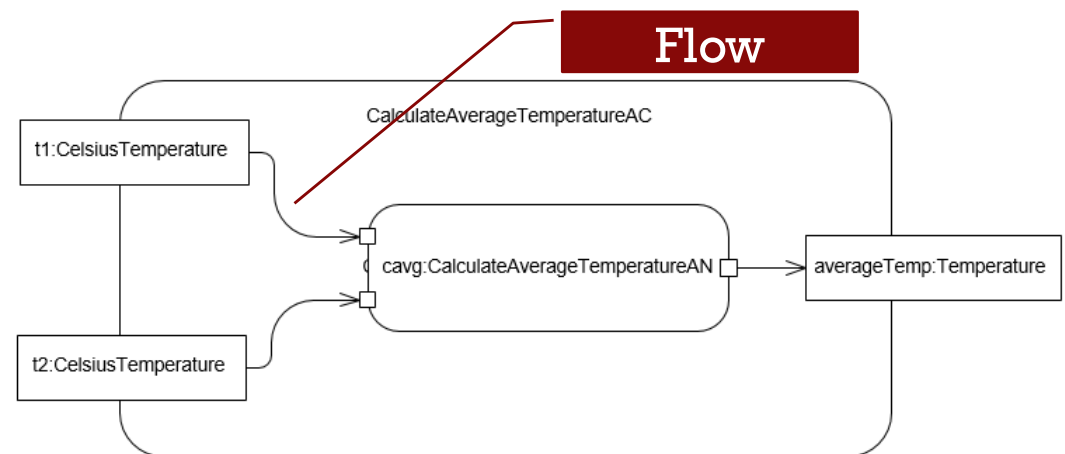 Flow
CalculateAverageTemperatureAC
t1:CelsiusTemperature
cavg:CalculateAverageTemperatureAN
averageTemp:Temperature
t2:CelsiusTemperature